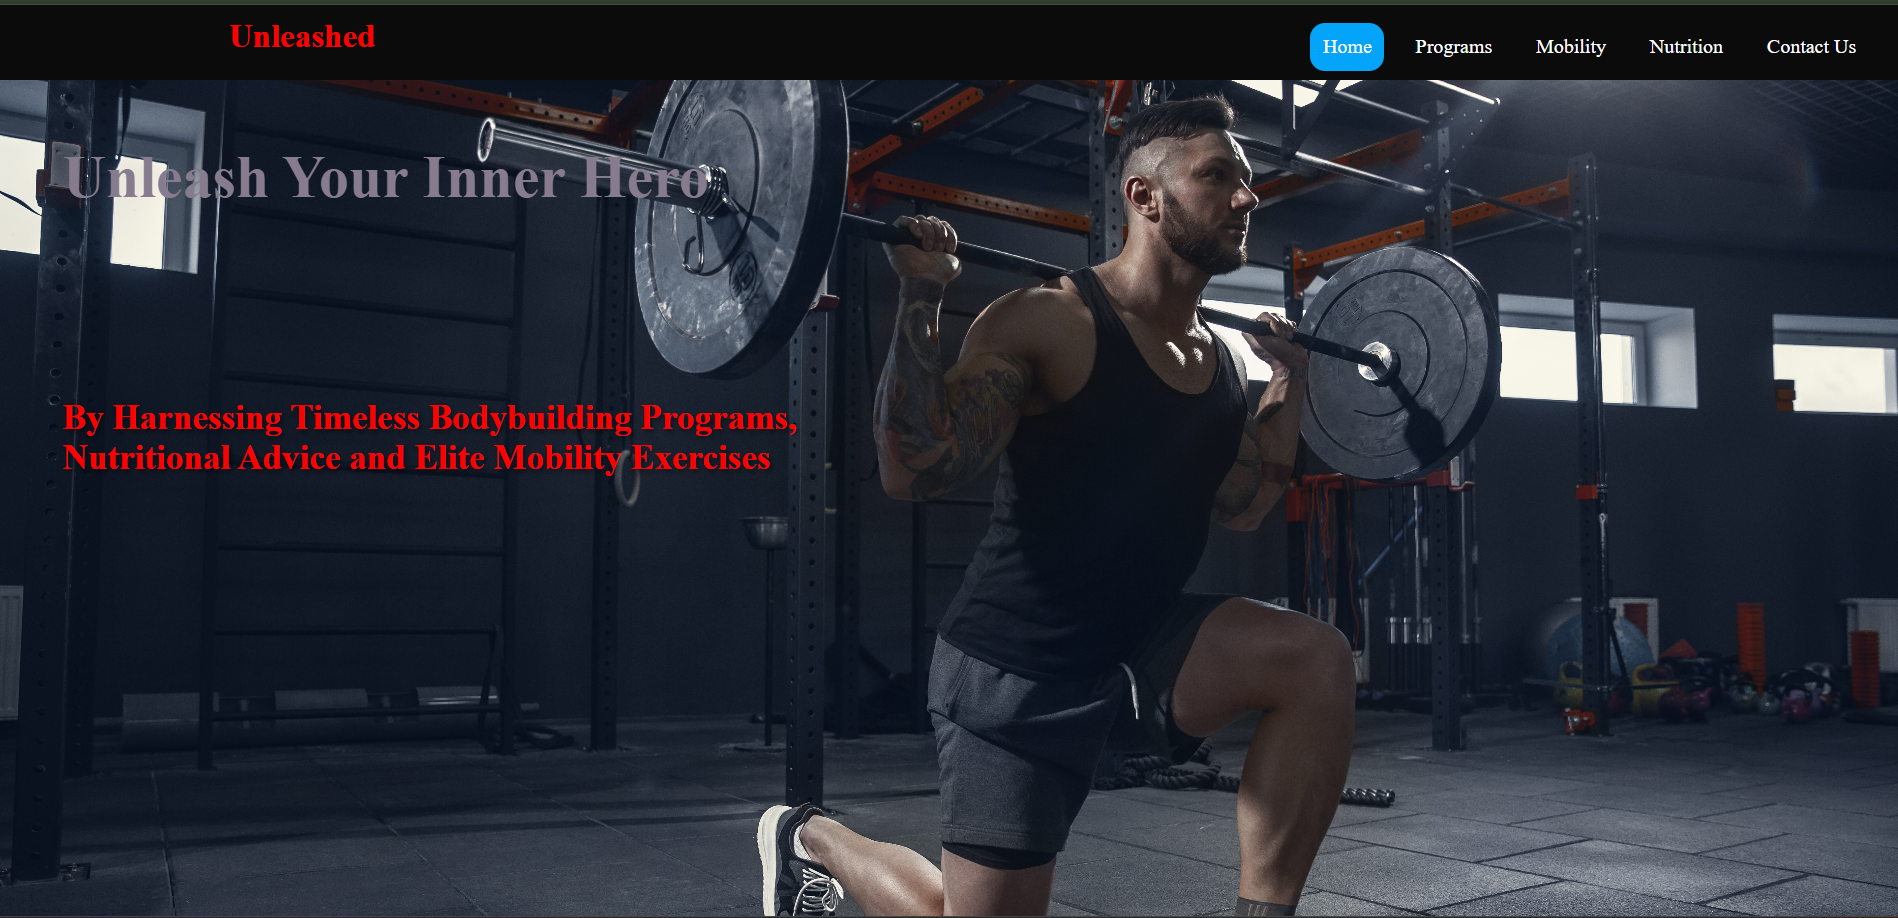 Unleashed
Home Programs Mobility Nutrition Contact Us
Unleash Your Inner Hero
By Harnessing Timeless Bodybuilding Programs,
Nutritional Advice and Elite Mobility Exercises